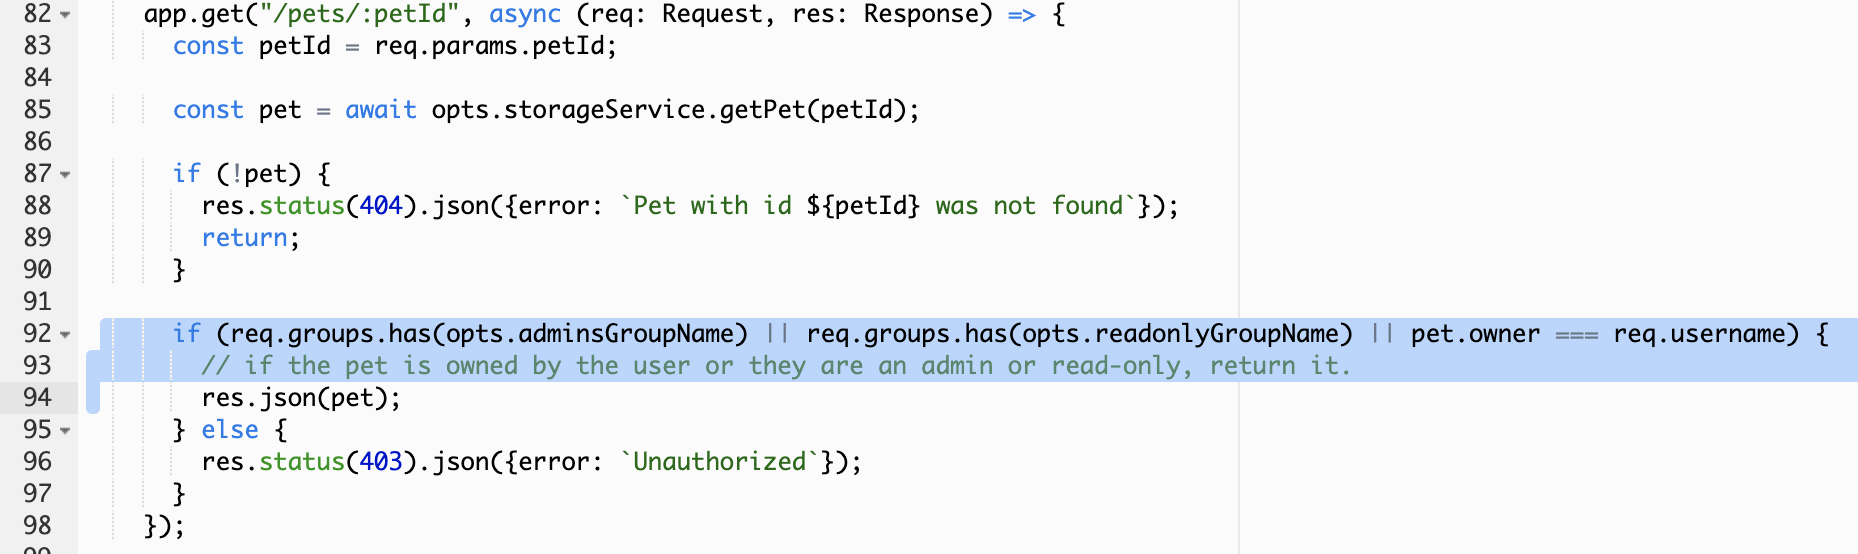 82 app.get("/pets/:petId", async (req: Request, res: Response) => {
83 const petId = req.params.petId;
84
85 const pet = await opts.storageService.getPet(petId);
86
87 if (!pet) {
88 res.status(404).json({error: `Pet with id ${petId} was not found`});
89 return;
90 }
91
92 if (req.groups.has(opts.adminsGroupName) || req.groups.has(opts.readonlyGroupName) || pet.owner === req.username) {
93 // if the pet is owned by the user or they are an admin or read-only, return it.
94 res.json(pet);
95 } else {
96 res.status(403).json({error: `Unauthorized`});
97 }
98 });